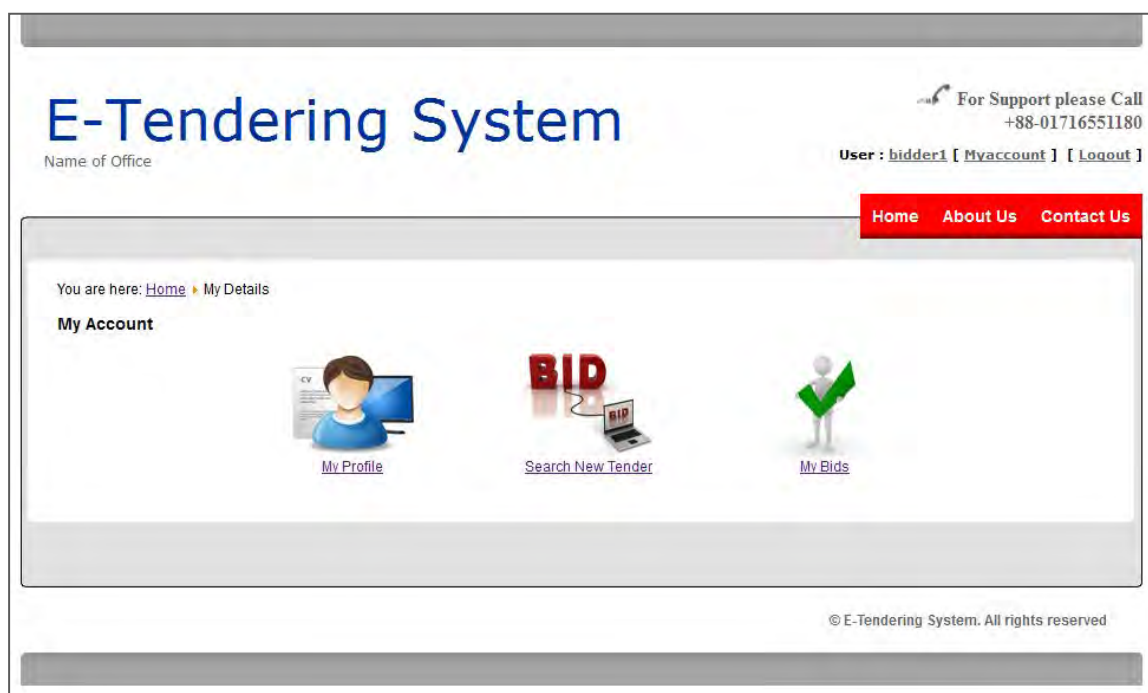 E-Tendering System
Name of Office
For Support please Call
+88-01716551180
User : bidder1 [ Myaccount ] [ Logout ]
Home About Us Contact Us
You are here: Home My Details
My Account
CV
BID
BID
My Profile
Search New Tender
My Bids
© E-Tendering System. All rights reserved